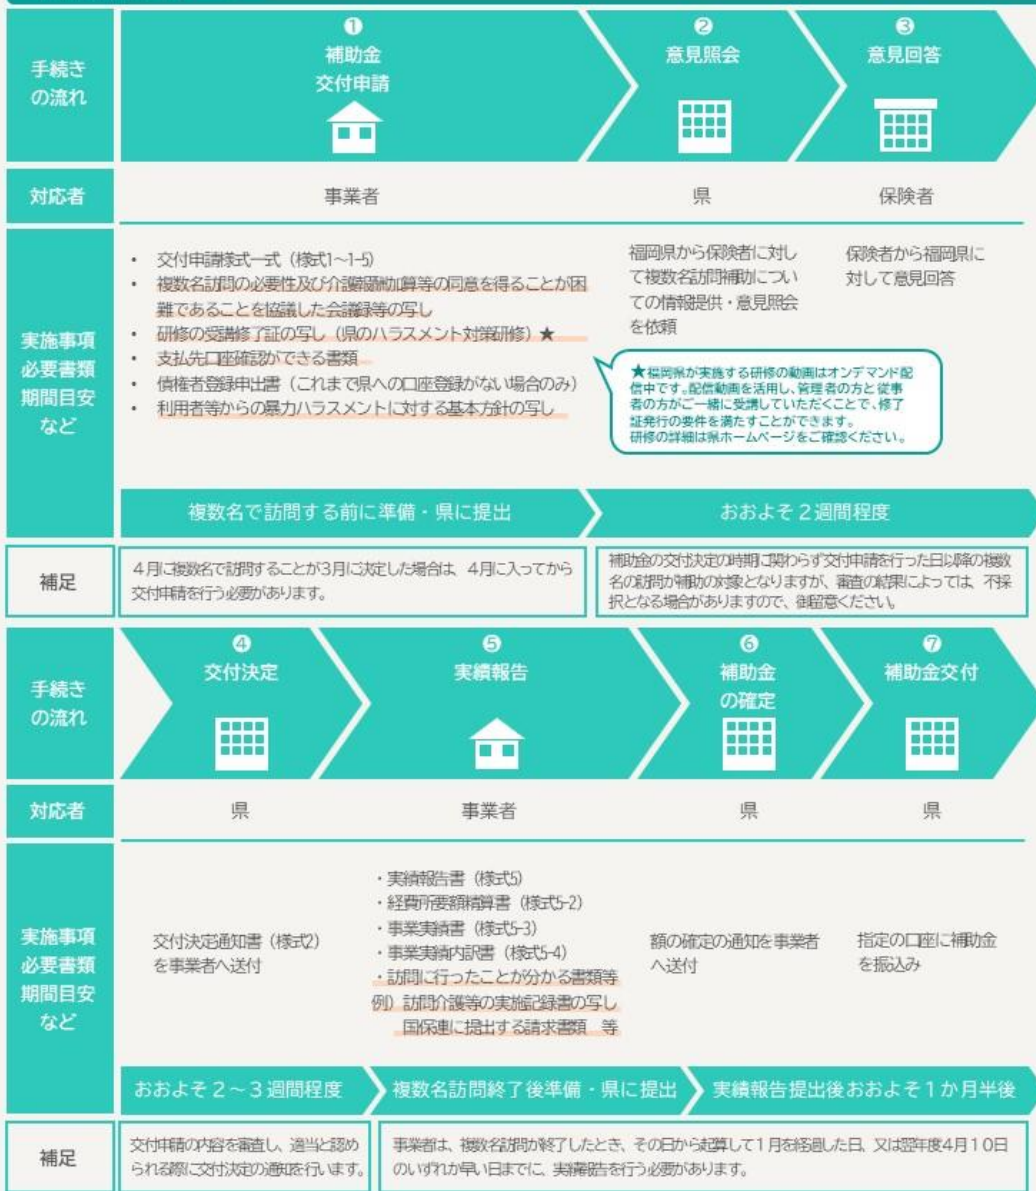 手続き
の流れ
❶
補助金
交付申請
❷
意見照会
❸
意見回答
対応者
事業者
県
保険者
実施事項
必要書類
期間目安
など
・ 交付申請様式一式（様式1～1-5）
・ 複数名訪問の必要性及び介護報酬加算等の同意を得ることが困
難であることを協議した会議録等の写し
・ 研修の受講修了証の写し（県のハラスメント対策研修）★
・ 支払先口座確認ができる書類
・ 債権者登録申出書（これまで県への口座登録がない場合のみ）
・ 利用者等からの暴力ハラスメントに対する基本方針の写し
福岡県から保険者に対し
て複数名訪問補助につい
ての情報提供・意見照会
を依頼
保険者から福岡県に
対して意見回答
★福岡県が実施する研修の動画はオンデマンド配
信中です。配信動画を活用し、管理者の方と従事
者の方がご一緒に受講していただくことで、修了
証発行の要件を満たすことができます。
研修の詳細は県ホームページをご確認ください。
複数名で訪問する前に準備・県に提出
おおよそ２週間程度
補足
４月に複数名で訪問することが３月に決定した場合は、４月に入ってから
交付申請を行う必要があります。
補助金の交付決定の時期に関わらず交付申請を行った日以降の複数
名の訪問が補助の対象となりますが、審査の結果によっては、不採
択となる場合がありますので、御留意ください。
手続き
の流れ
❹
交付決定
❺
実績報告
❻
補助金
の確定
❼
補助金交付
対応者
県
事業者
県
県
実施事項
必要書類
期間目安
など
交付決定通知書（様式2）
を事業者へ送付
・実績報告書（様式5）
・経費所要額精算書（様式5-2）
・事業実績書（様式5-3）
・事業実績内訳書（様式5-4）
・訪問に行ったことが分かる書類等
例）訪問介護等の実施記録書の写し
国保連に提出する請求書類　等
額の確定の通知を事業者
へ送付
指定の口座に補助金
を振込み
おおよそ２～３週間程度
複数名訪問終了後準備・県に提出
実績報告提出後おおよそ１か月半後
補足
交付申請の内容を審査し、適当と認め
られる際に交付決定の通知を行います。
事業者は、複数名訪問が終了したとき、その日から起算して１月を経過した日、又は翌年度４月１０日
のいずれか早い日までに、実績報告を行う必要があります。